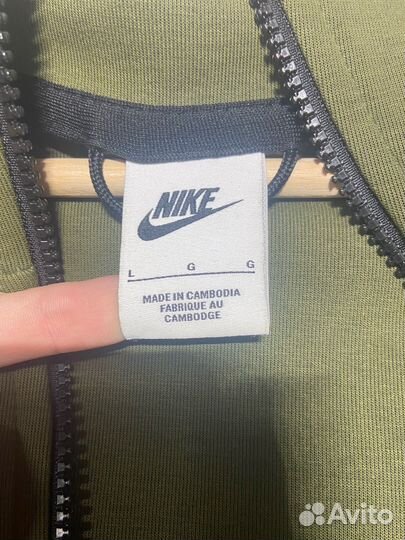 NIKE
L G G
MADE IN CAMBODIA
FABRIQUE AU
CAMBODGE
Avito